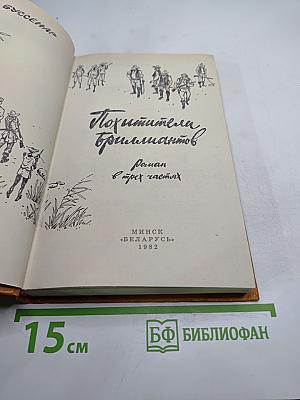 БУССЕНАР
Похитители
бриллиантов
Роман
в трех частях
МИНСК
«БЕЛАРУСЬ»
1982
15 см
БФ БИБЛИОФАН